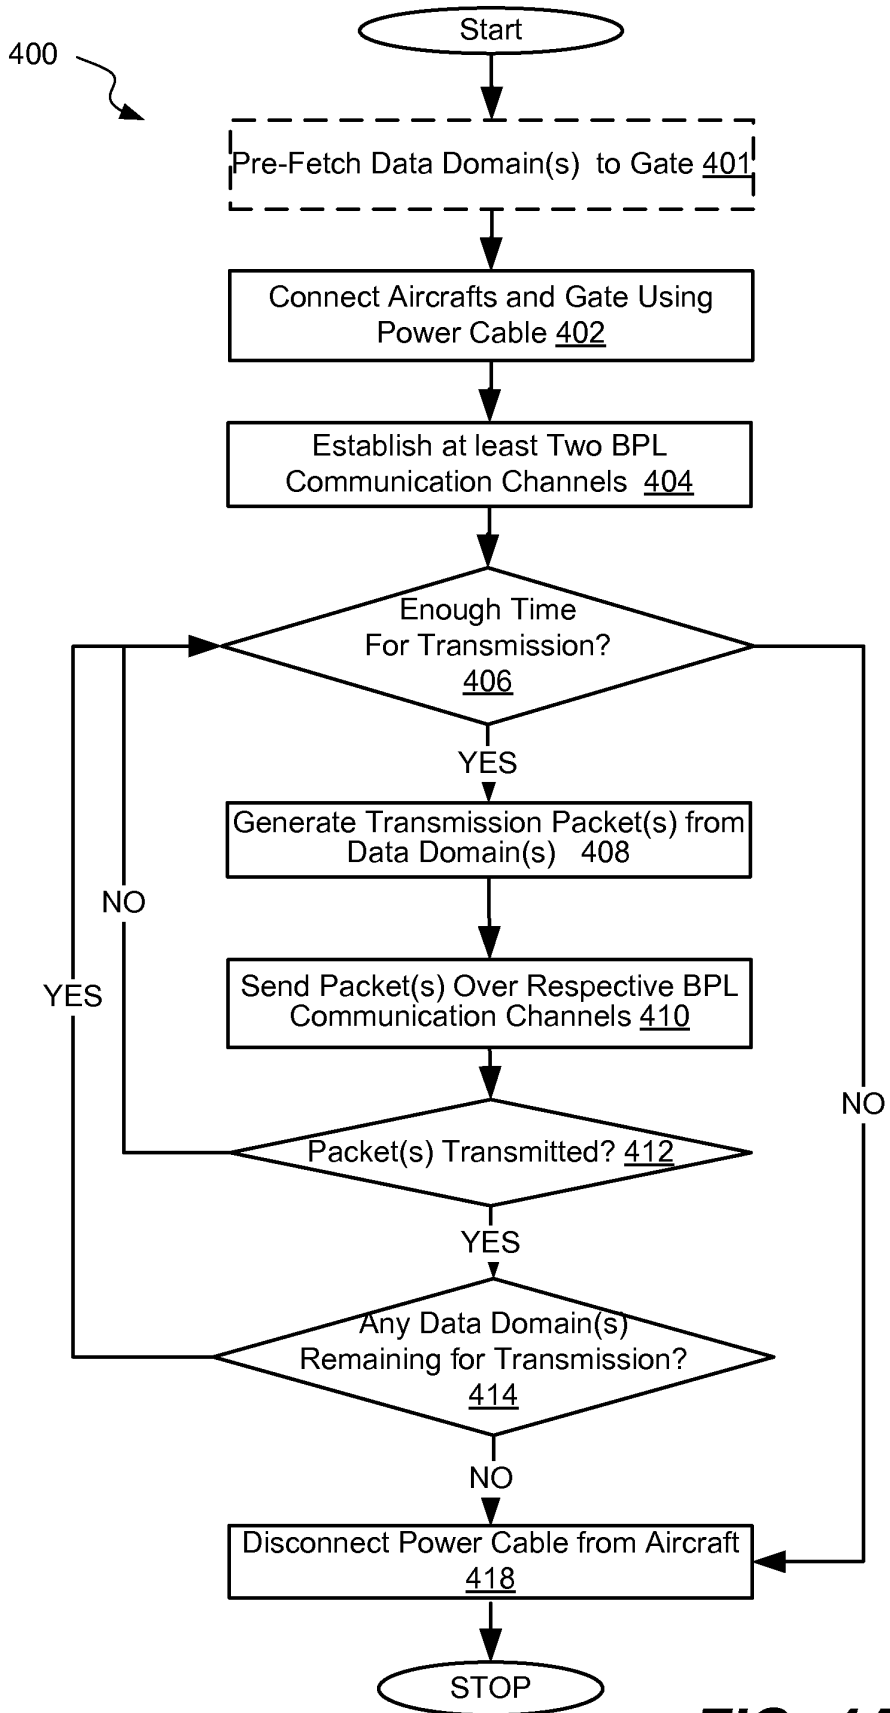 Start
400
Pre-Fetch Data Domain(s) to Gate 401
Connect Aircrafts and Gate Using
Power Cable 402
Establish at least Two BPL
Communication Channels 404
Enough Time
For Transmission?
406
YES
Generate Transmission Packet(s) from
Data Domain(s) 408
NO
Send Packet(s) Over Respective BPL
Communication Channels 410
YES
NO
Packet(s) Transmitted? 412
YES
Any Data Domain(s)
Remaining for Transmission?
414
NO
Disconnect Power Cable from Aircraft
418
STOP